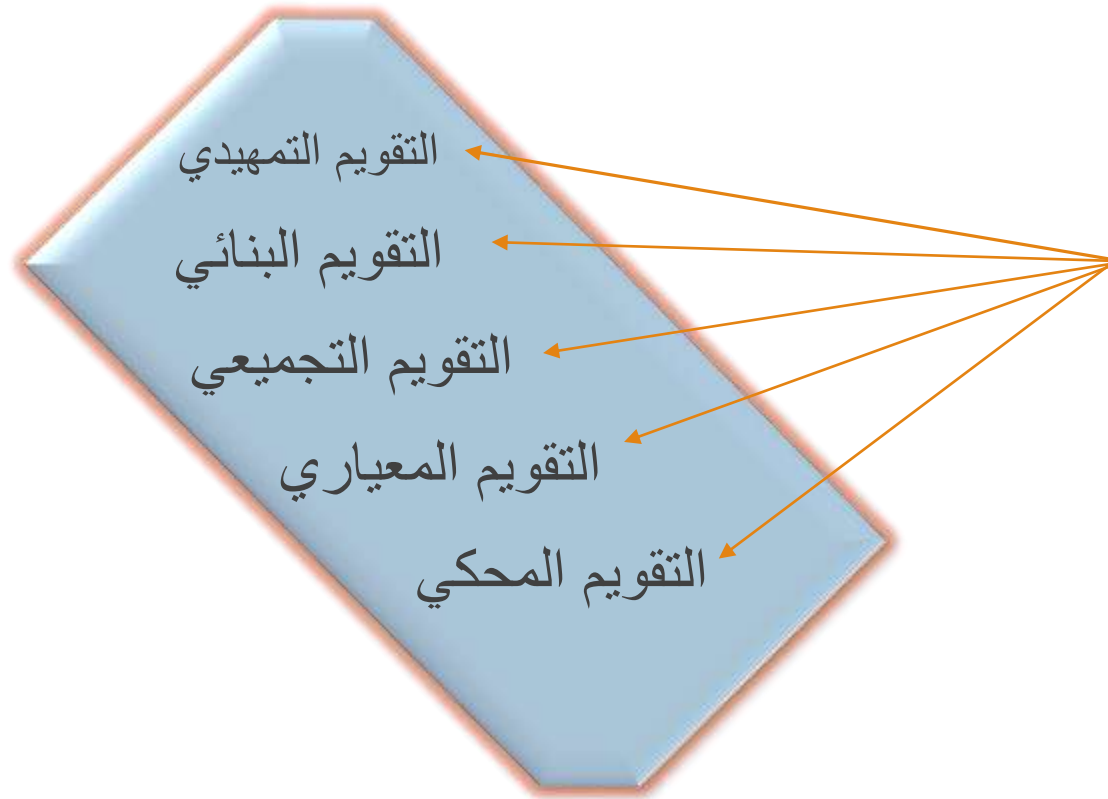 التقويم التمهيدي
التقويم البنائي
التقويم التجميعي
التقويم المعياري
التقويم المحكي